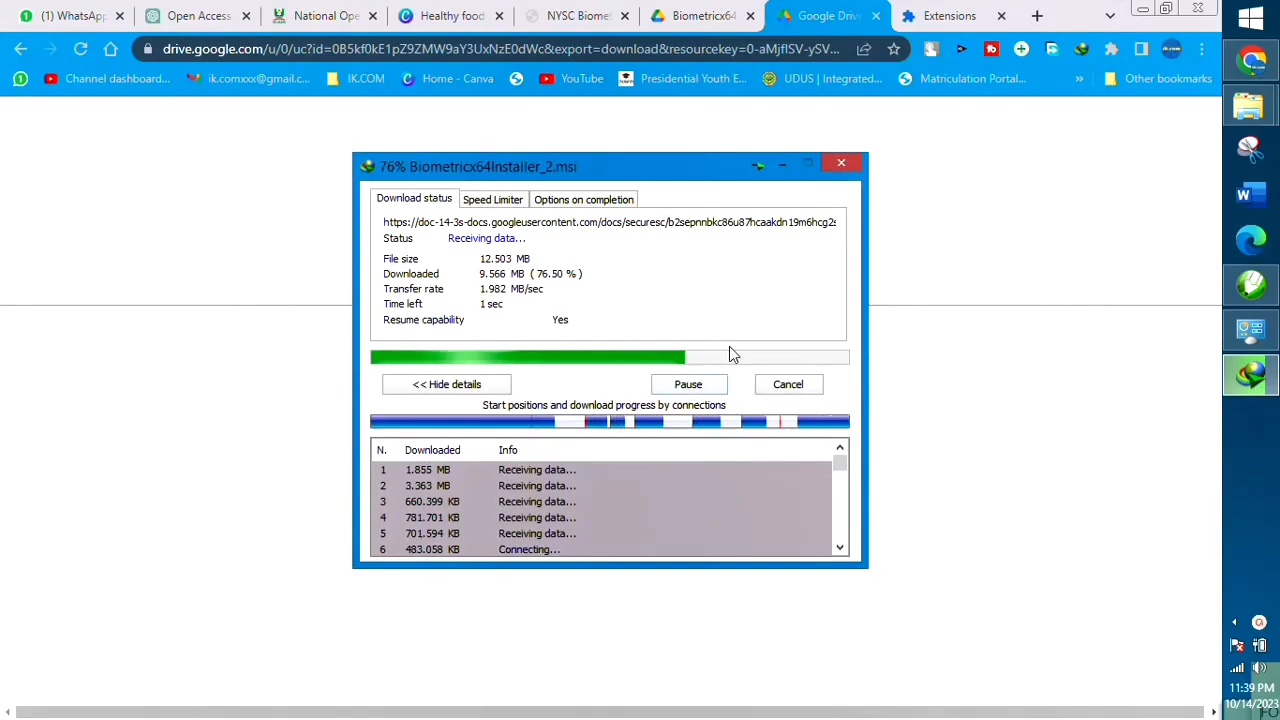 (1) WhatsApp
Open Access
National Ope
Healthy food
NYSC Biomet
Biometricx64
Google Driv
Extensions
drive.google.com/u/0/uc?id=0B5kf0kE1pZ9ZMW9aY3UxNzE0dWc&export=download&resourcekey=0-aMjfISV-ySV...
Channel dashboard...
ik.comxxx@gmail.c...
IK.COM
Home - Canva
YouTube
Presidential Youth E...
UDUS | Integrated...
Matriculation Portal...
»
Other bookmarks
76% Biometricx64Installer_2.msi
Download status
Speed Limiter
Options on completion
https://doc-14-3s-docs.googleusercontent.com/docs/securesc/b2sepnnbkc86u87hcaakdn19m6hcg2s
Status Receiving data...
File size 12.503 MB
Downloaded 9.566 MB ( 76.50 % )
Transfer rate 1.982 MB/sec
Time left 1 sec
Resume capability Yes
<< Hide details
Pause
Cancel
Start positions and download progress by connections
N. Downloaded Info
1 1.855 MB Receiving data...
2 3.363 MB Receiving data...
3 660.399 KB Receiving data...
4 781.701 KB Receiving data...
5 701.594 KB Receiving data...
6 483.058 KB Connecting...
11:39 PM
10/14/2023